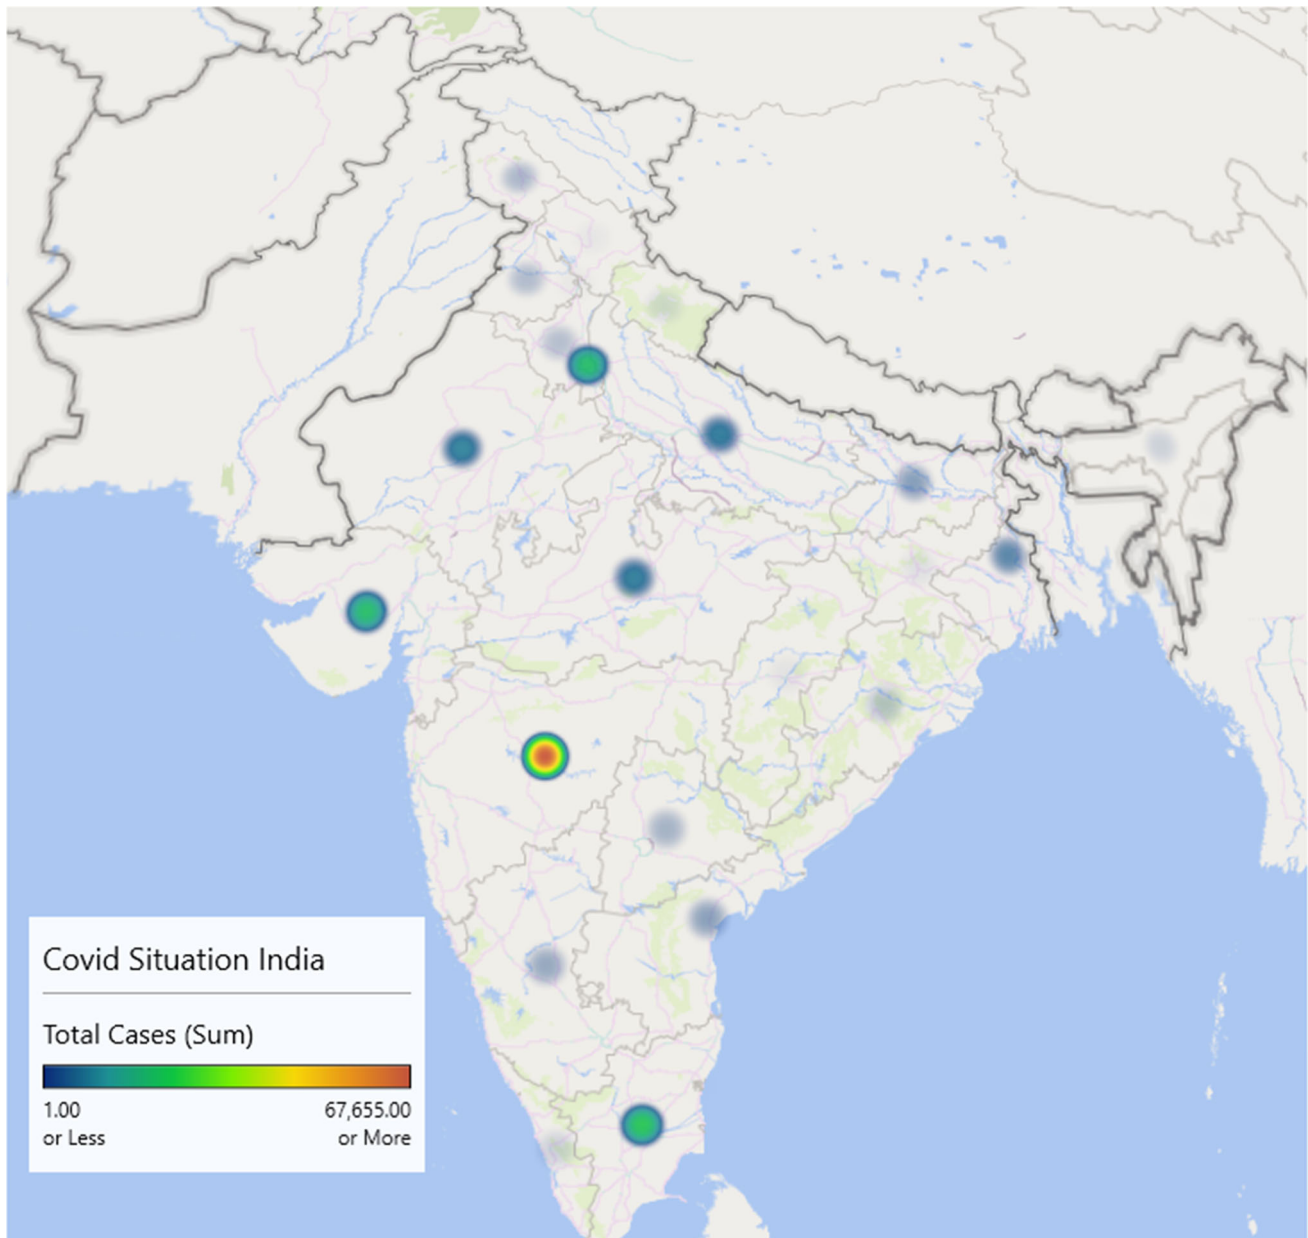 Covid Situation India
Total Cases (Sum)
1.00
or Less
67,655.00
or More